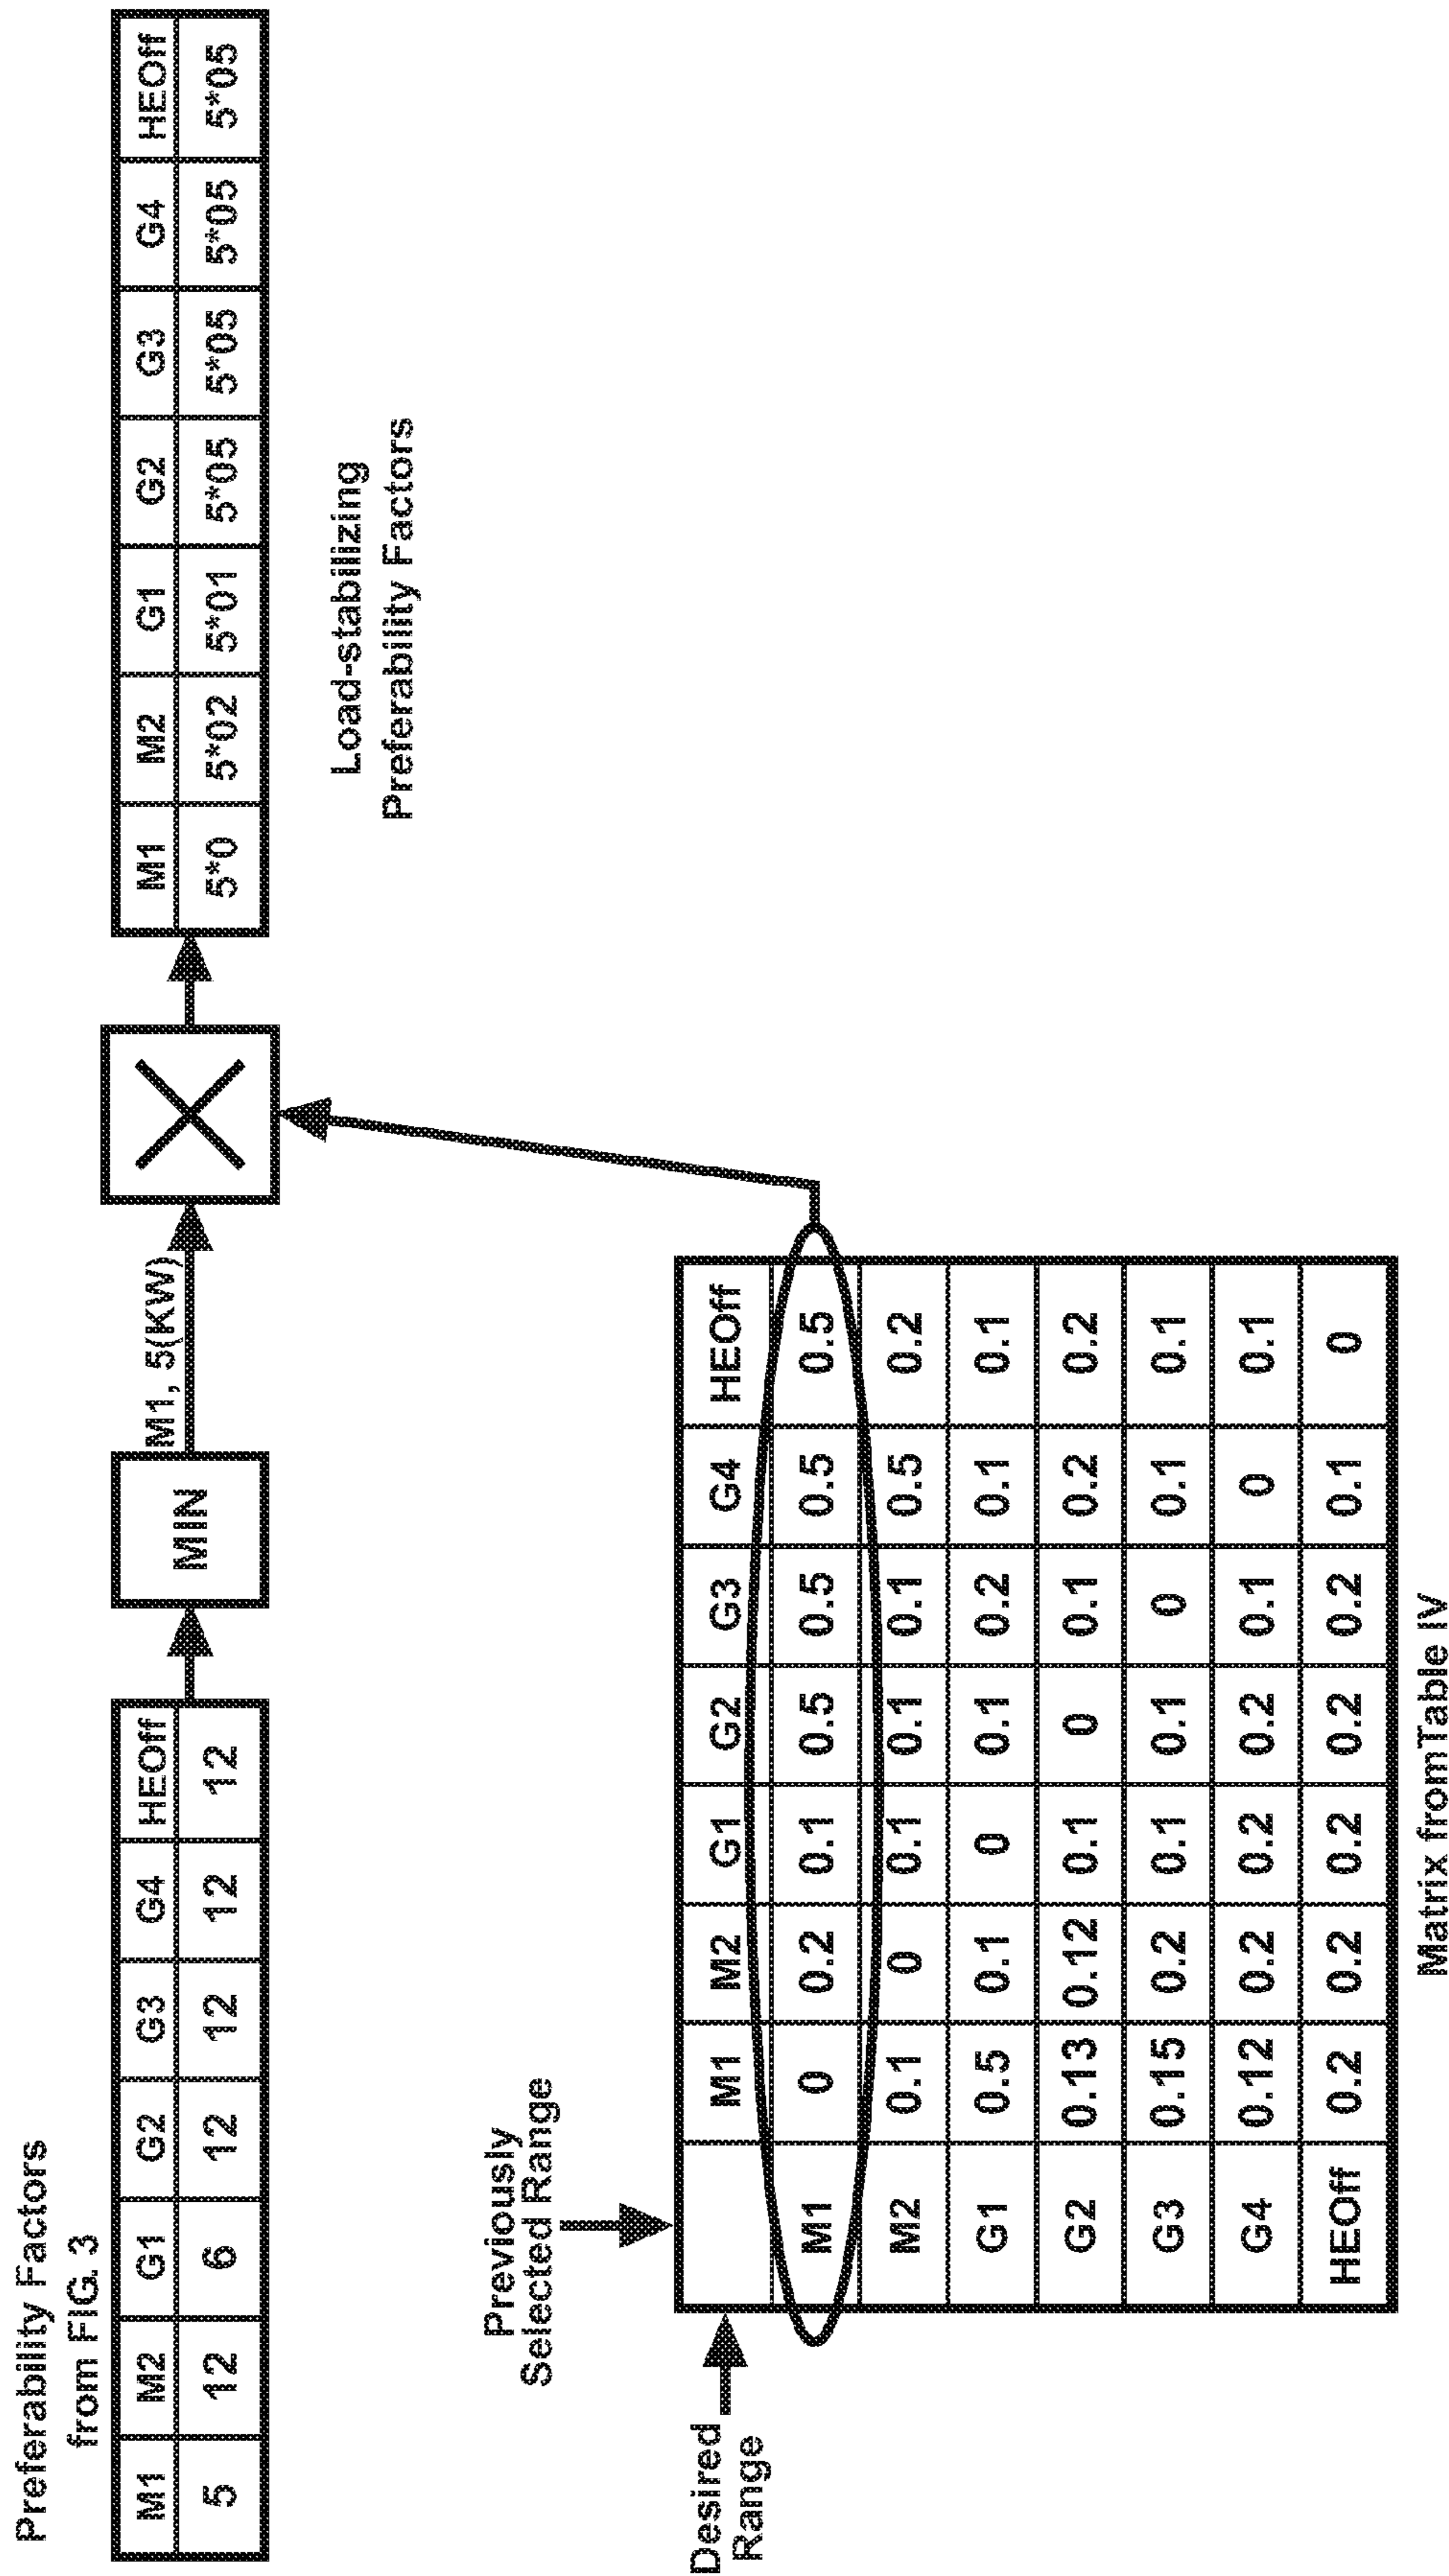 Preferability Factors
from FIG. 3
M1 M2 G1 G2 G3 G4 HEOff
5 12 6 12 12 12 12
MIN
M1, 5(KW)
M1 M2 G1 G2 G3 G4 HEOff
5*0 5*02 5*01 5*05 5*05 5*05 5*05
Load-stabilizing
Preferability Factors
Previously
Selected Range
Desired
Range
M1 M2 G1 G2 G3 G4 HEOff
M1 0 0.2 0.1 0.5 0.5 0.5 0.5
M2 0.1 0 0.1 0.1 0.1 0.5 0.2
G1 0.5 0.1 0 0.1 0.2 0.1 0.1
G2 0.13 0.12 0.1 0 0.1 0.2 0.2
G3 0.15 0.2 0.1 0.1 0 0.1 0.1
G4 0.12 0.2 0.2 0.2 0.1 0 0.1
HEOff 0.2 0.2 0.2 0.2 0.2 0.1 0
Matrix fromTable IV